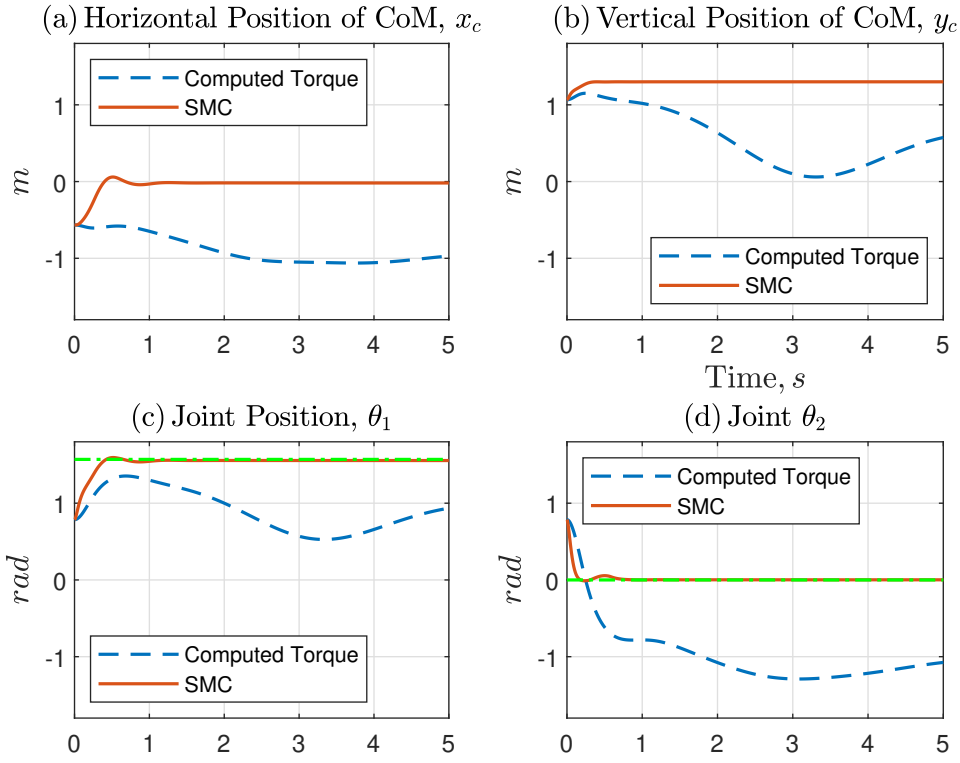 (a) Horizontal Position of CoM, x_c
1
0
-1
m
Computed Torque
SMC
0 1 2 3 4 5
(b) Vertical Position of CoM, y_c
1
0
-1
m
Computed Torque
SMC
0 1 2 3 4 5
Time, s
(c) Joint Position, θ₁
1
0
-1
rad
Computed Torque
SMC
0 1 2 3 4 5
(d) Joint θ₂
1
0
-1
rad
Computed Torque
SMC
0 1 2 3 4 5